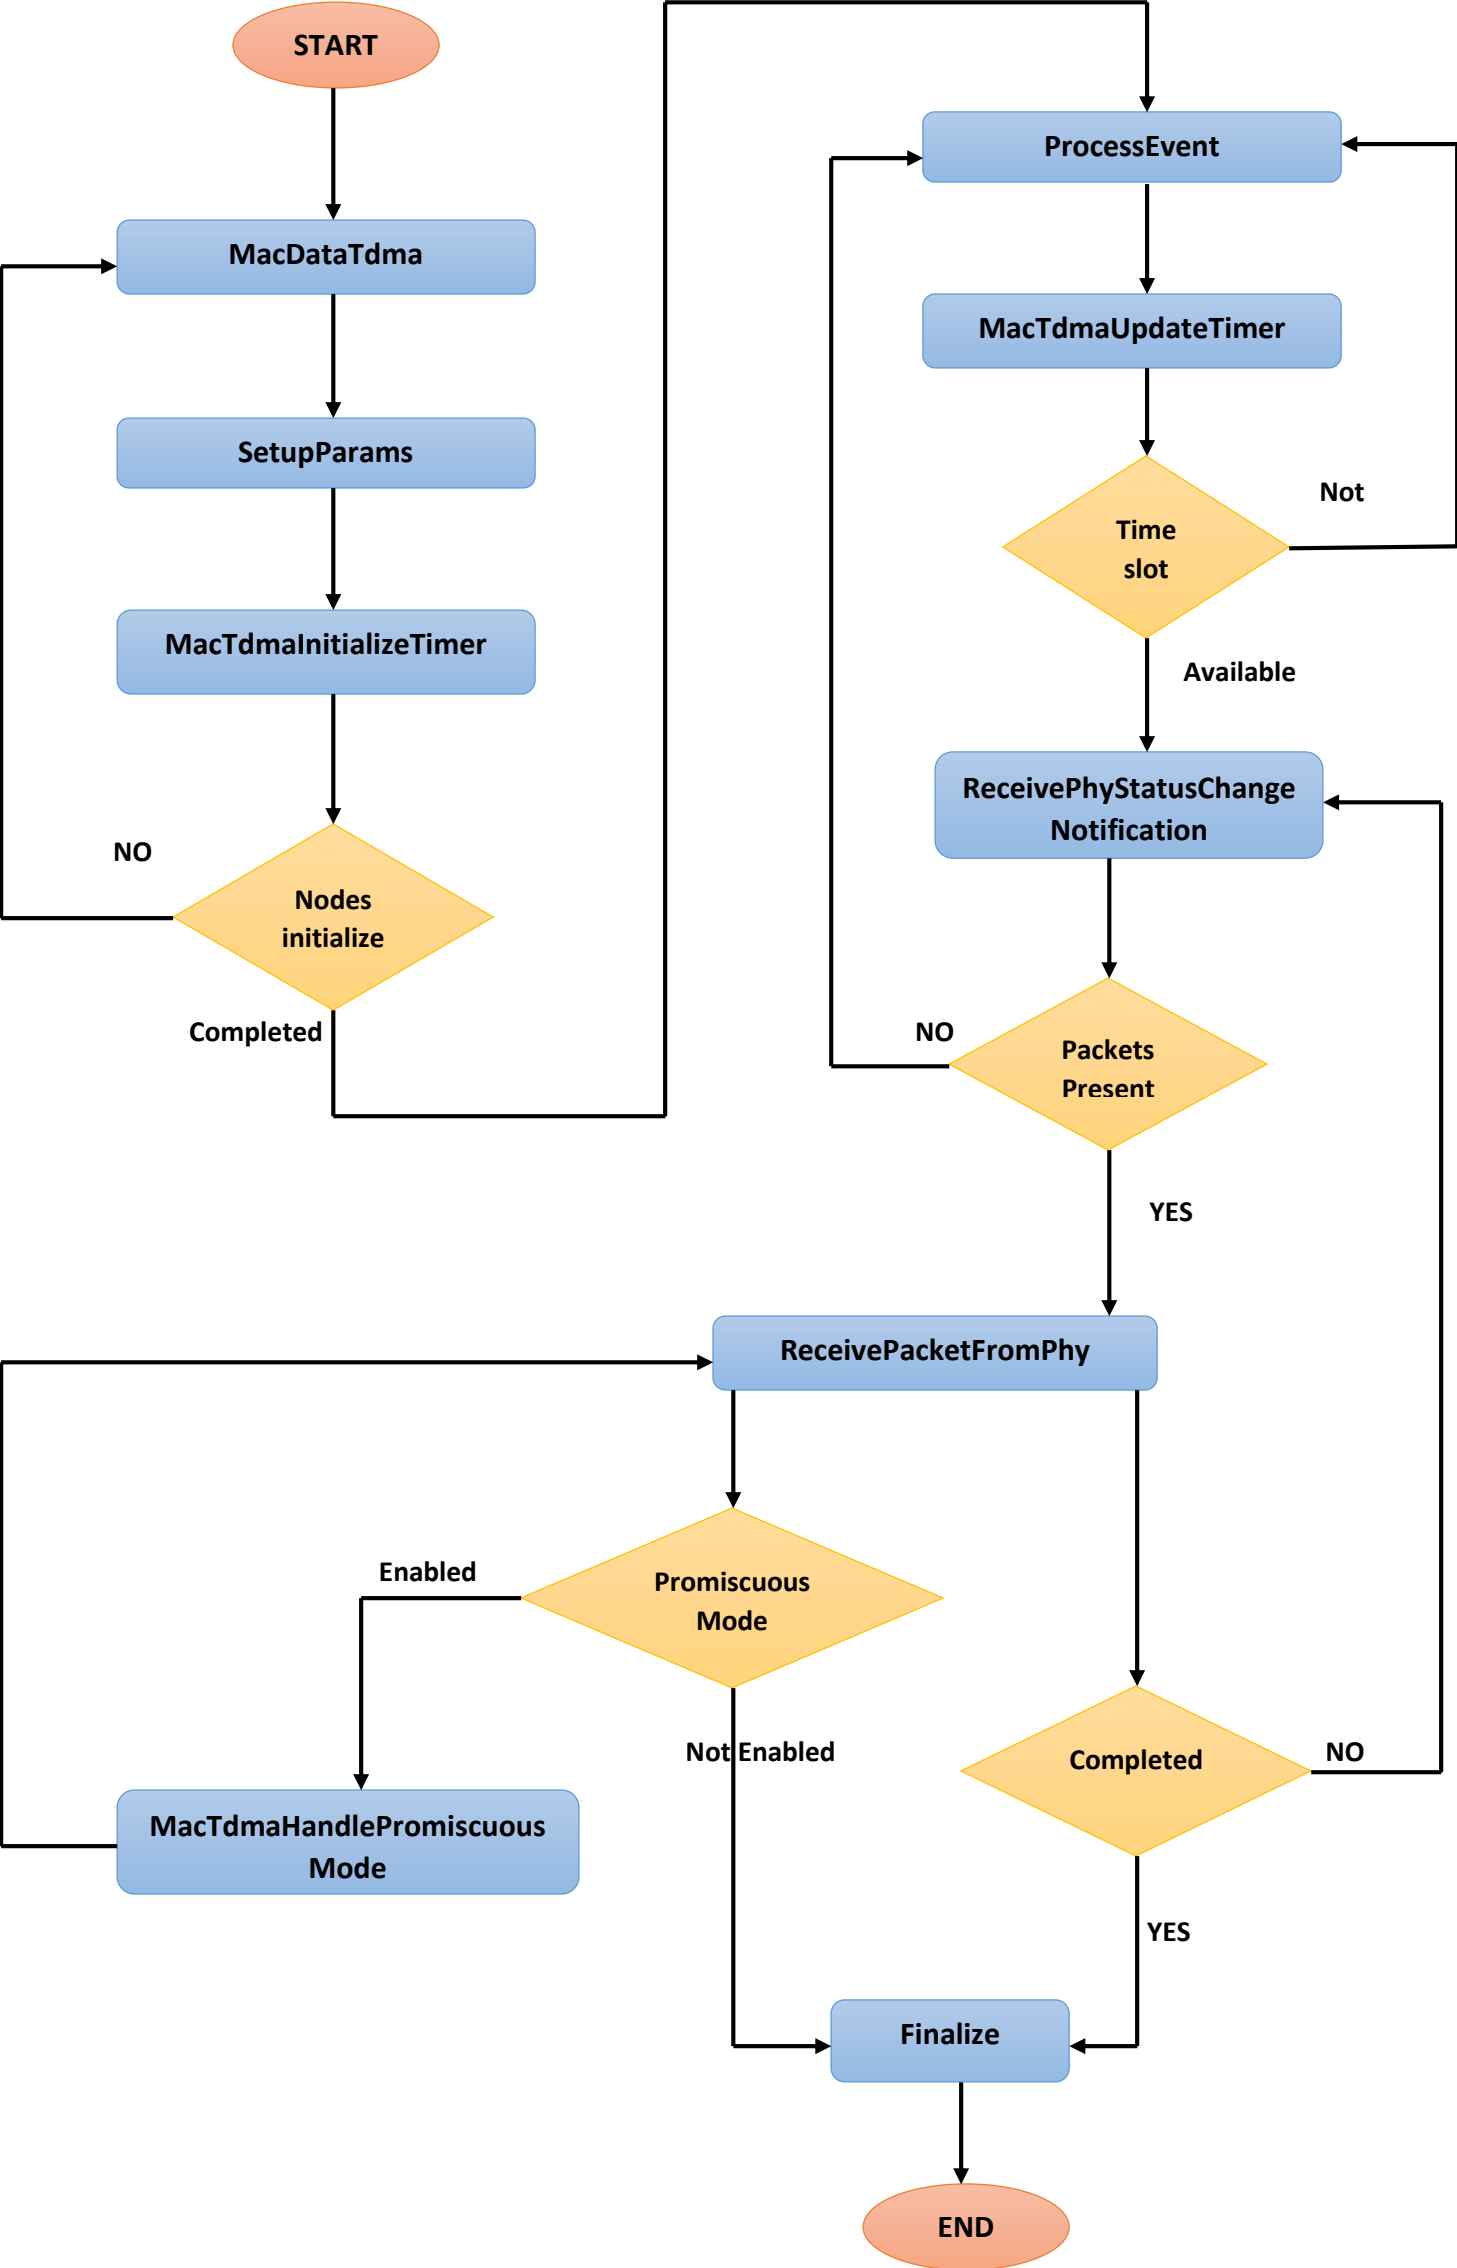 START
MacDataTdma
SetupParams
MacTdmaInitializeTimer
NO
Nodes
initialize
Completed
ProcessEvent
MacTdmaUpdateTimer
Not
Time
slot
Available
ReceivePhyStatusChange
Notification
NO
Packets
Present
YES
ReceivePacketFromPhy
Enabled
Promiscuous
Mode
Not Enabled
MacTdmaHandlePromiscuous
Mode
Completed
NO
YES
Finalize
END